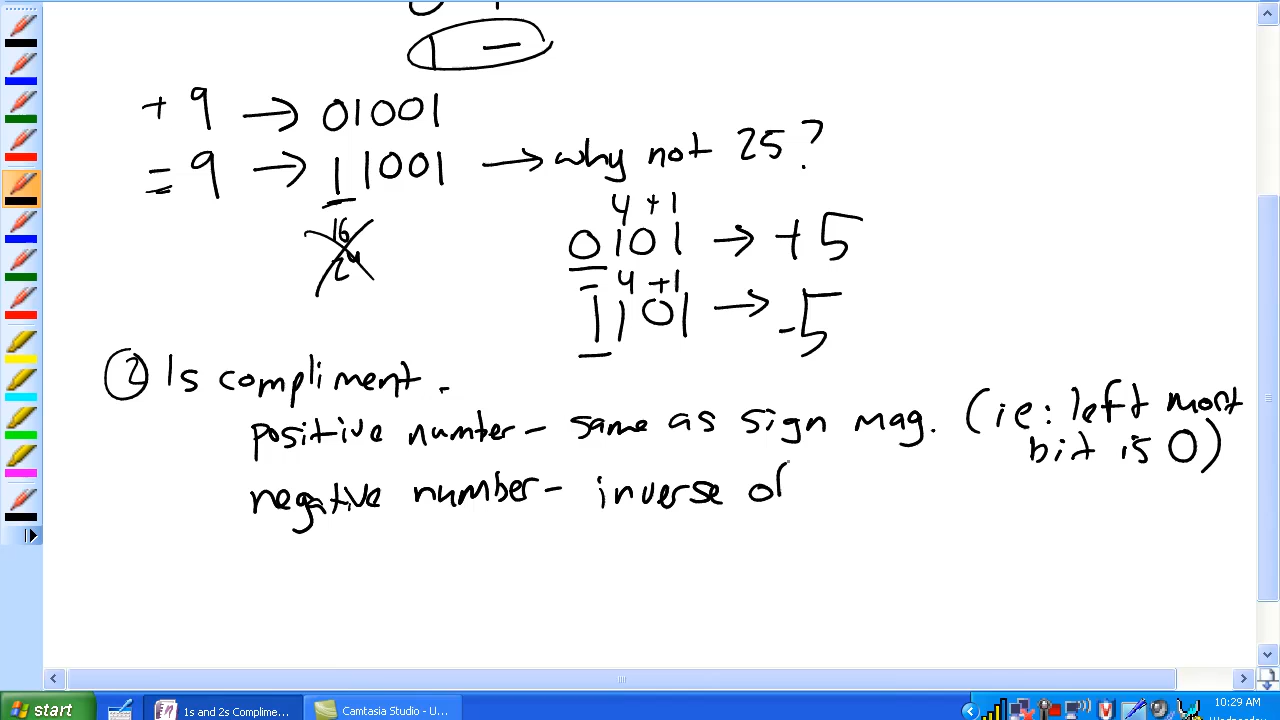 1 -
+ 9 → 01001
= 9 → 11001 → why not 25?
16
24
4 + 1
0101 → + 5
- 4 + 1
1101 → -5
② 1s compliment.
positive number - same as sign mag. (ie: left most
bit is 0)
negative number - inverse of
start
1s and 2s Complime...
Camtasia Studio - U...
10:29 AM